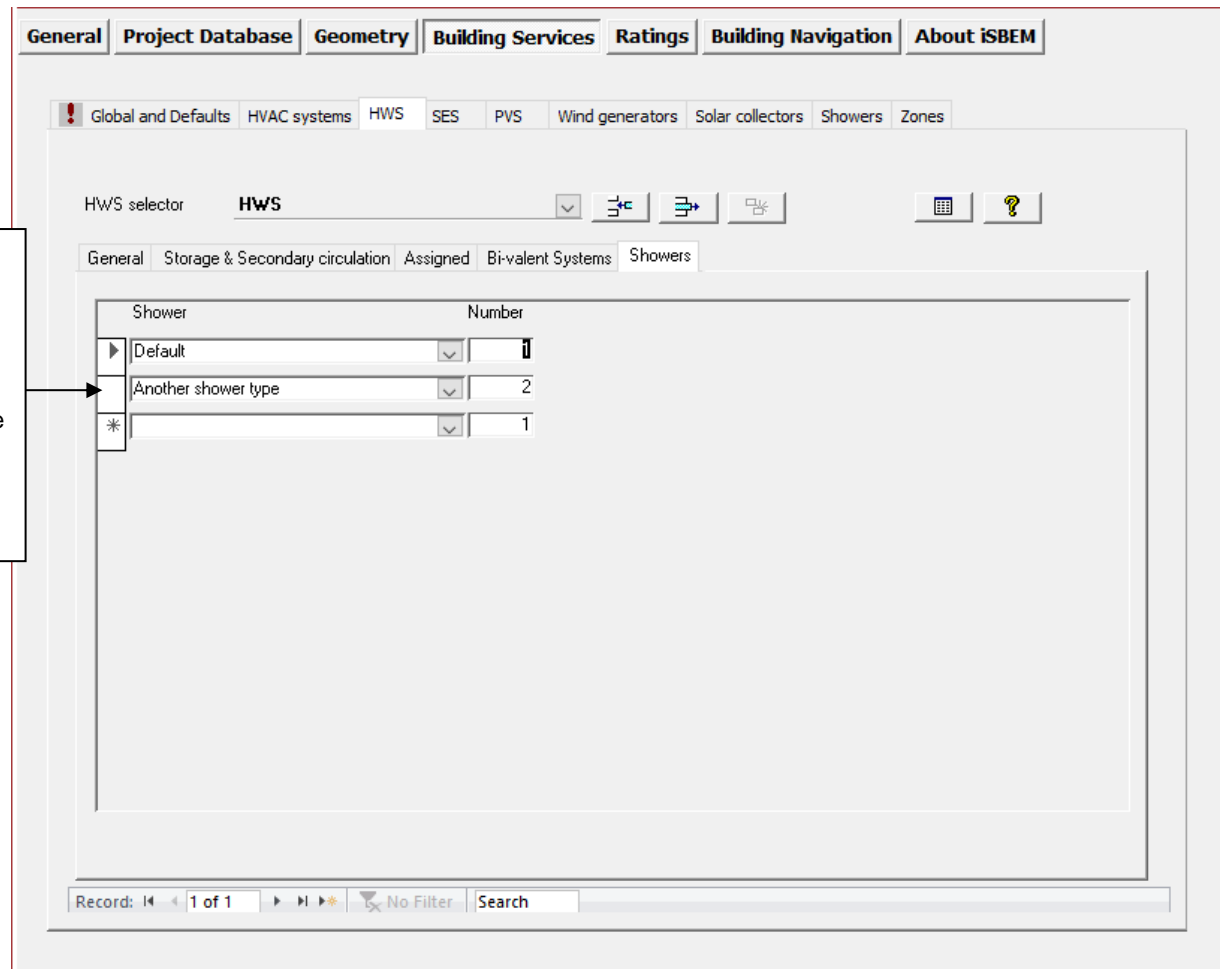 General Project Database Geometry Building Services Ratings Building Navigation About iSBEM
! Global and Defaults HVAC systems HWS SES PVS Wind generators Solar collectors Showers Zones
HWS selector HWS ?
General Storage & Secondary circulation Assigned Bi-valent Systems Showers
Shower Number
Default 1
Another shower type 2
* 1
e
Record: 1 of 1 No Filter Search